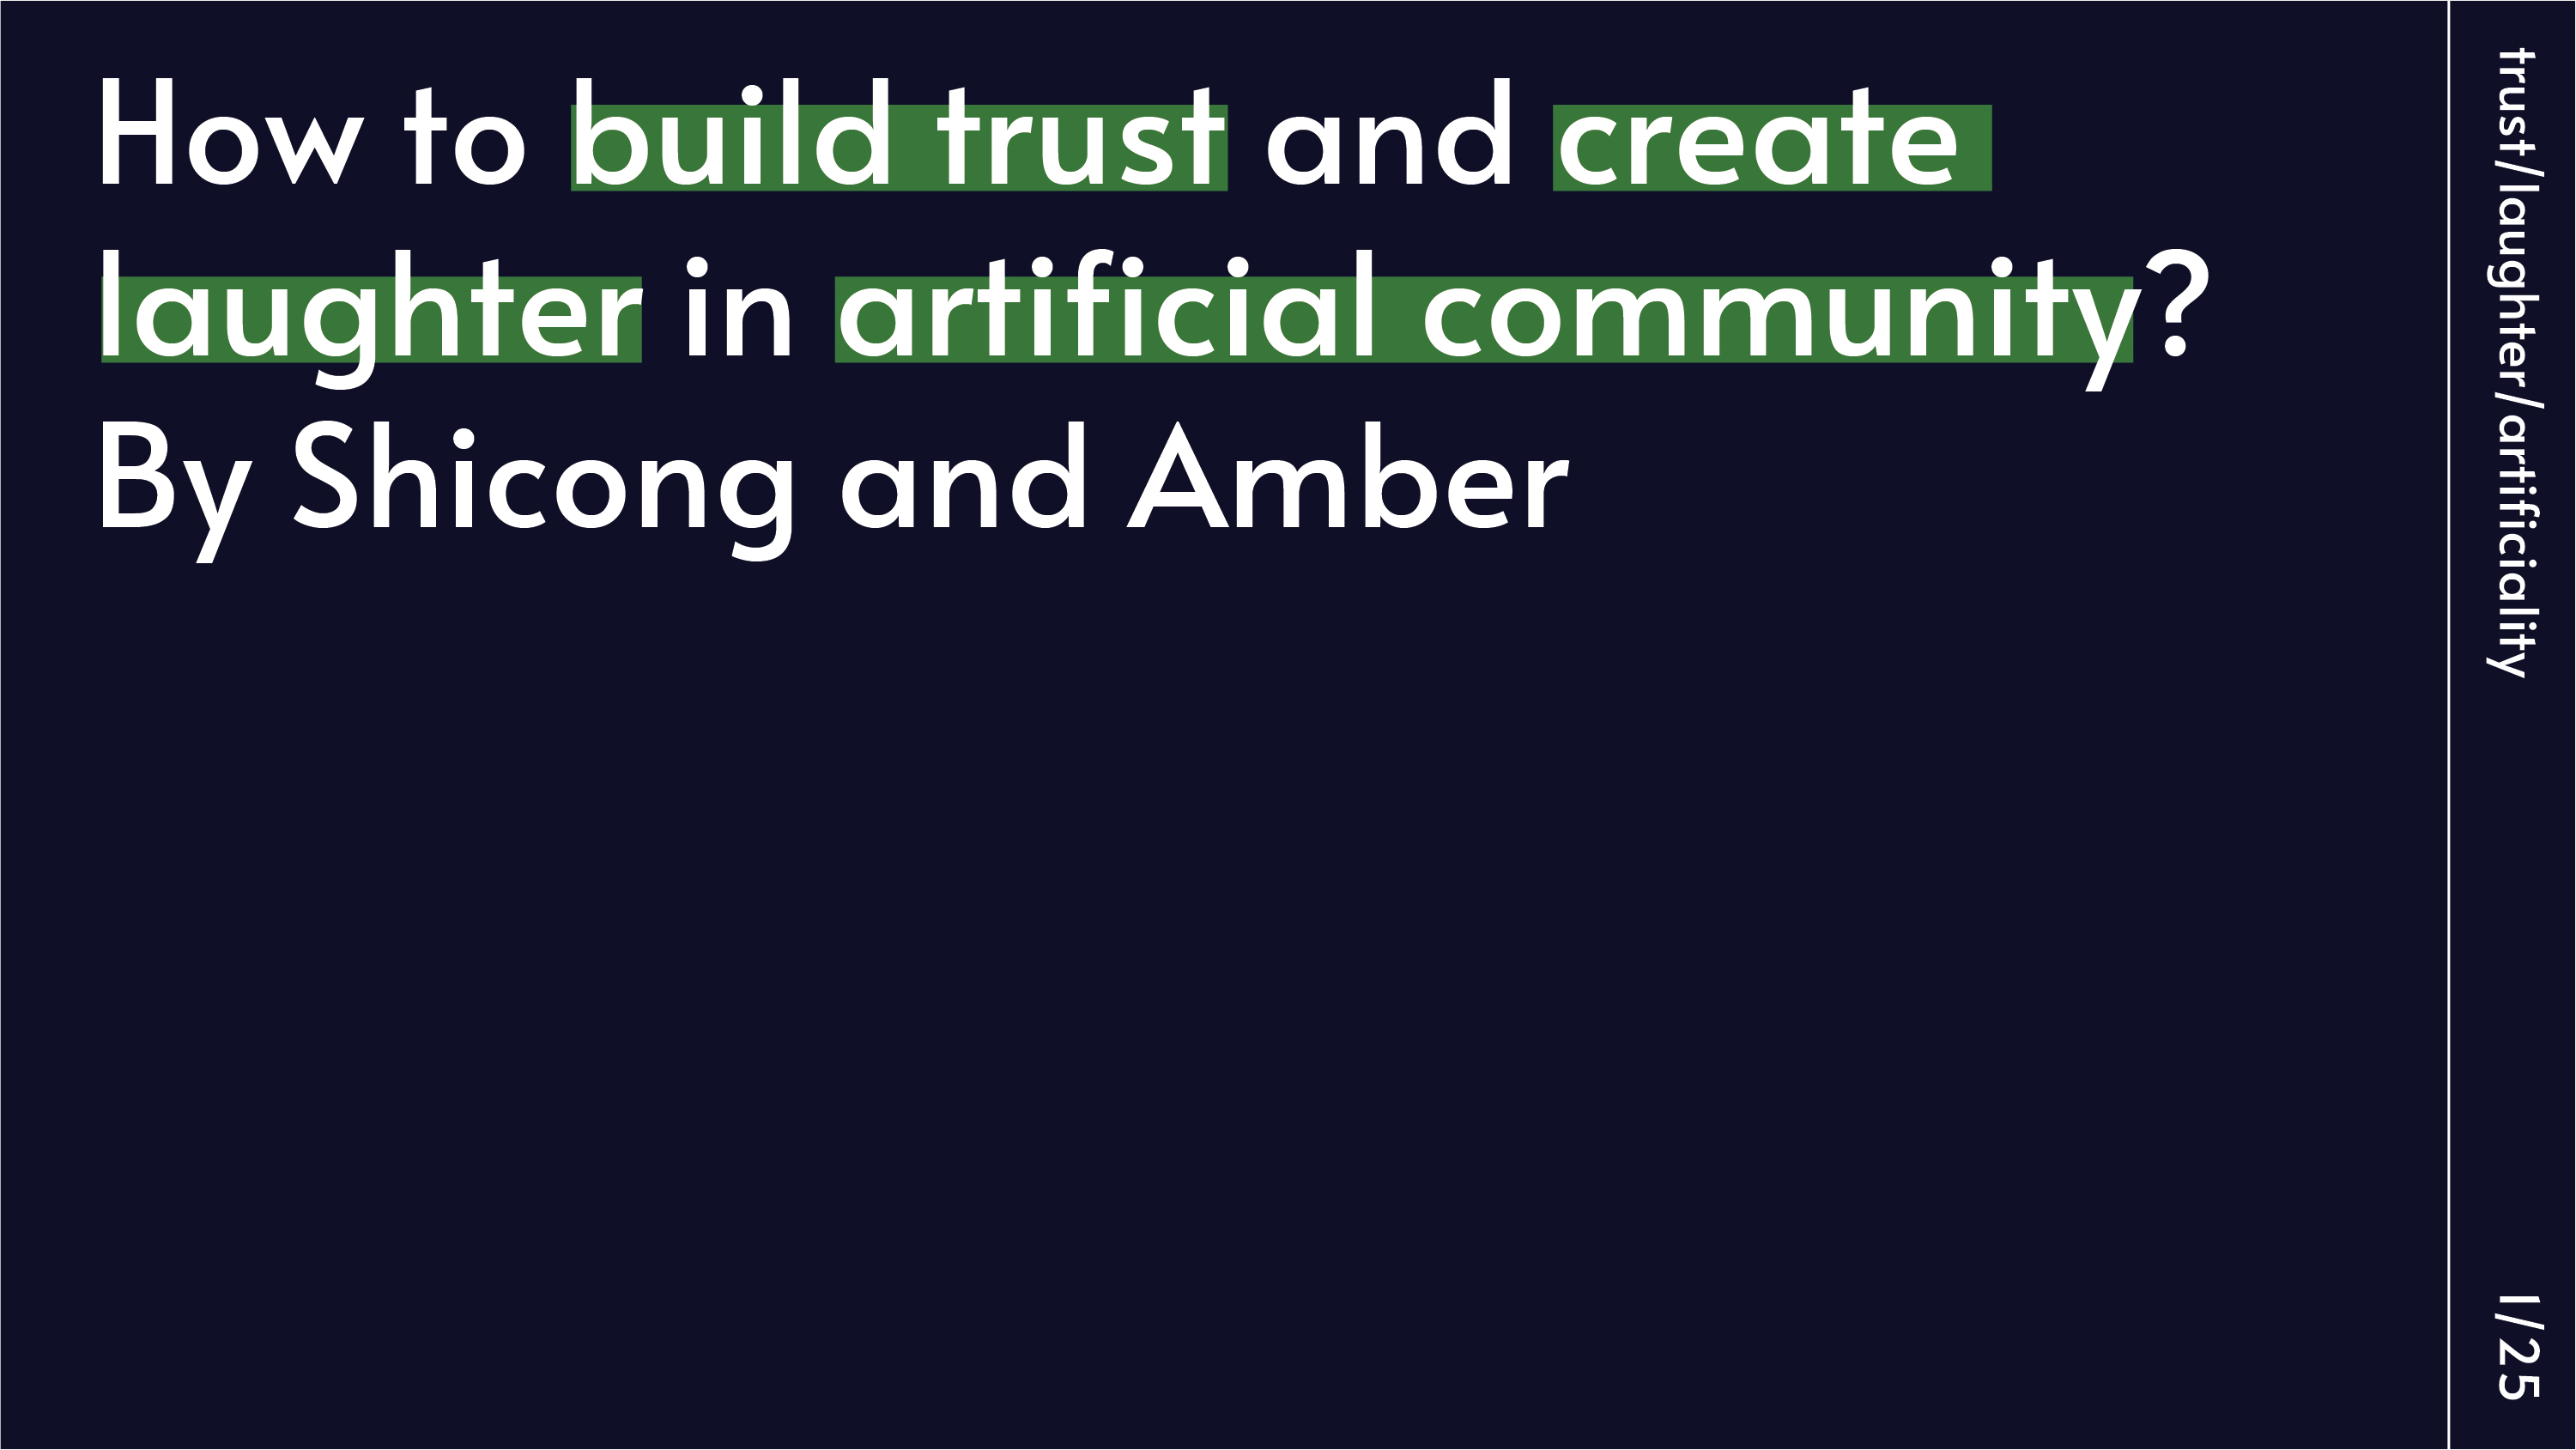 How to build trust and create
laughter in artificial community?
By Shicong and Amber
trust/laughter/artificiality
1/25